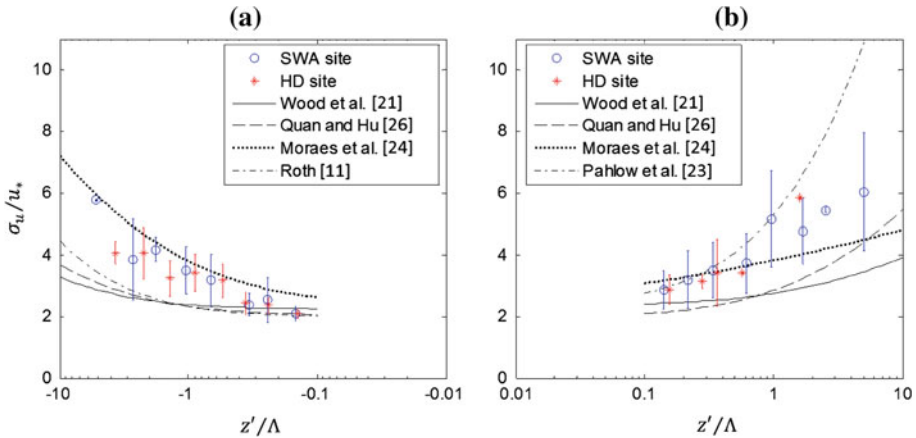 (a)
(b)
10
8
6
4
2
0
σᵤ/u*
SWA site
HD site
Wood et al. [21]
Quan and Hu [26]
Moraes et al. [24]
Roth [11]
-10
-1
-0.1
-0.01
z′/Λ
10
8
6
4
2
0
SWA site
HD site
Wood et al. [21]
Quan and Hu [26]
Moraes et al. [24]
Pahlow et al. [23]
0.01
0.1
1
10
z′/Λ